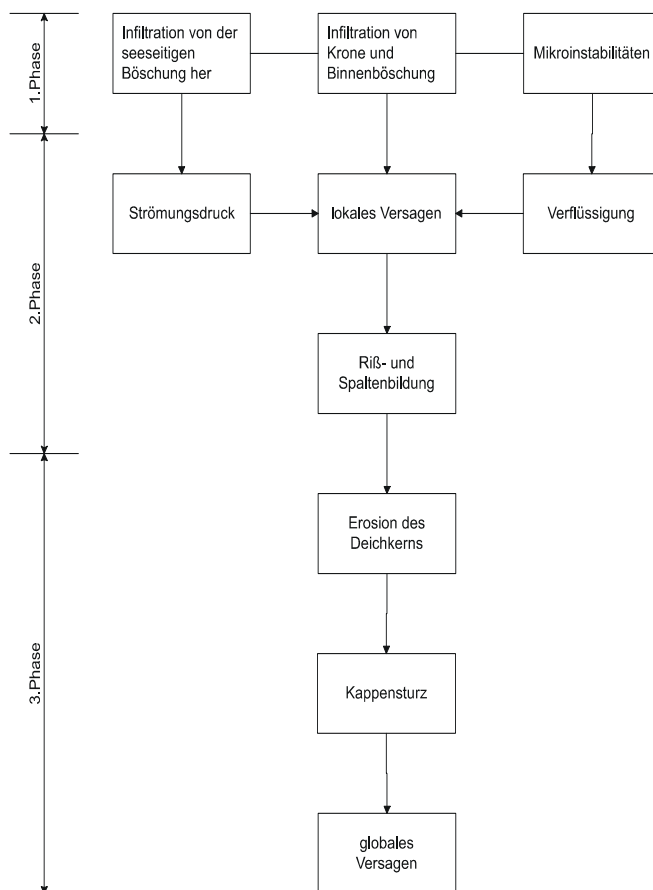 1.Phase
Infiltration von der
seeseitigen
Böschung her
Infiltration von
Krone und
Binnenböschung
Mikroinstabilitäten
2.Phase
Strömungsdruck
lokales Versagen
Verflüssigung
Riß- und
Spaltenbildung
3.Phase
Erosion des
Deichkerns
Kappensturz
globales
Versagen